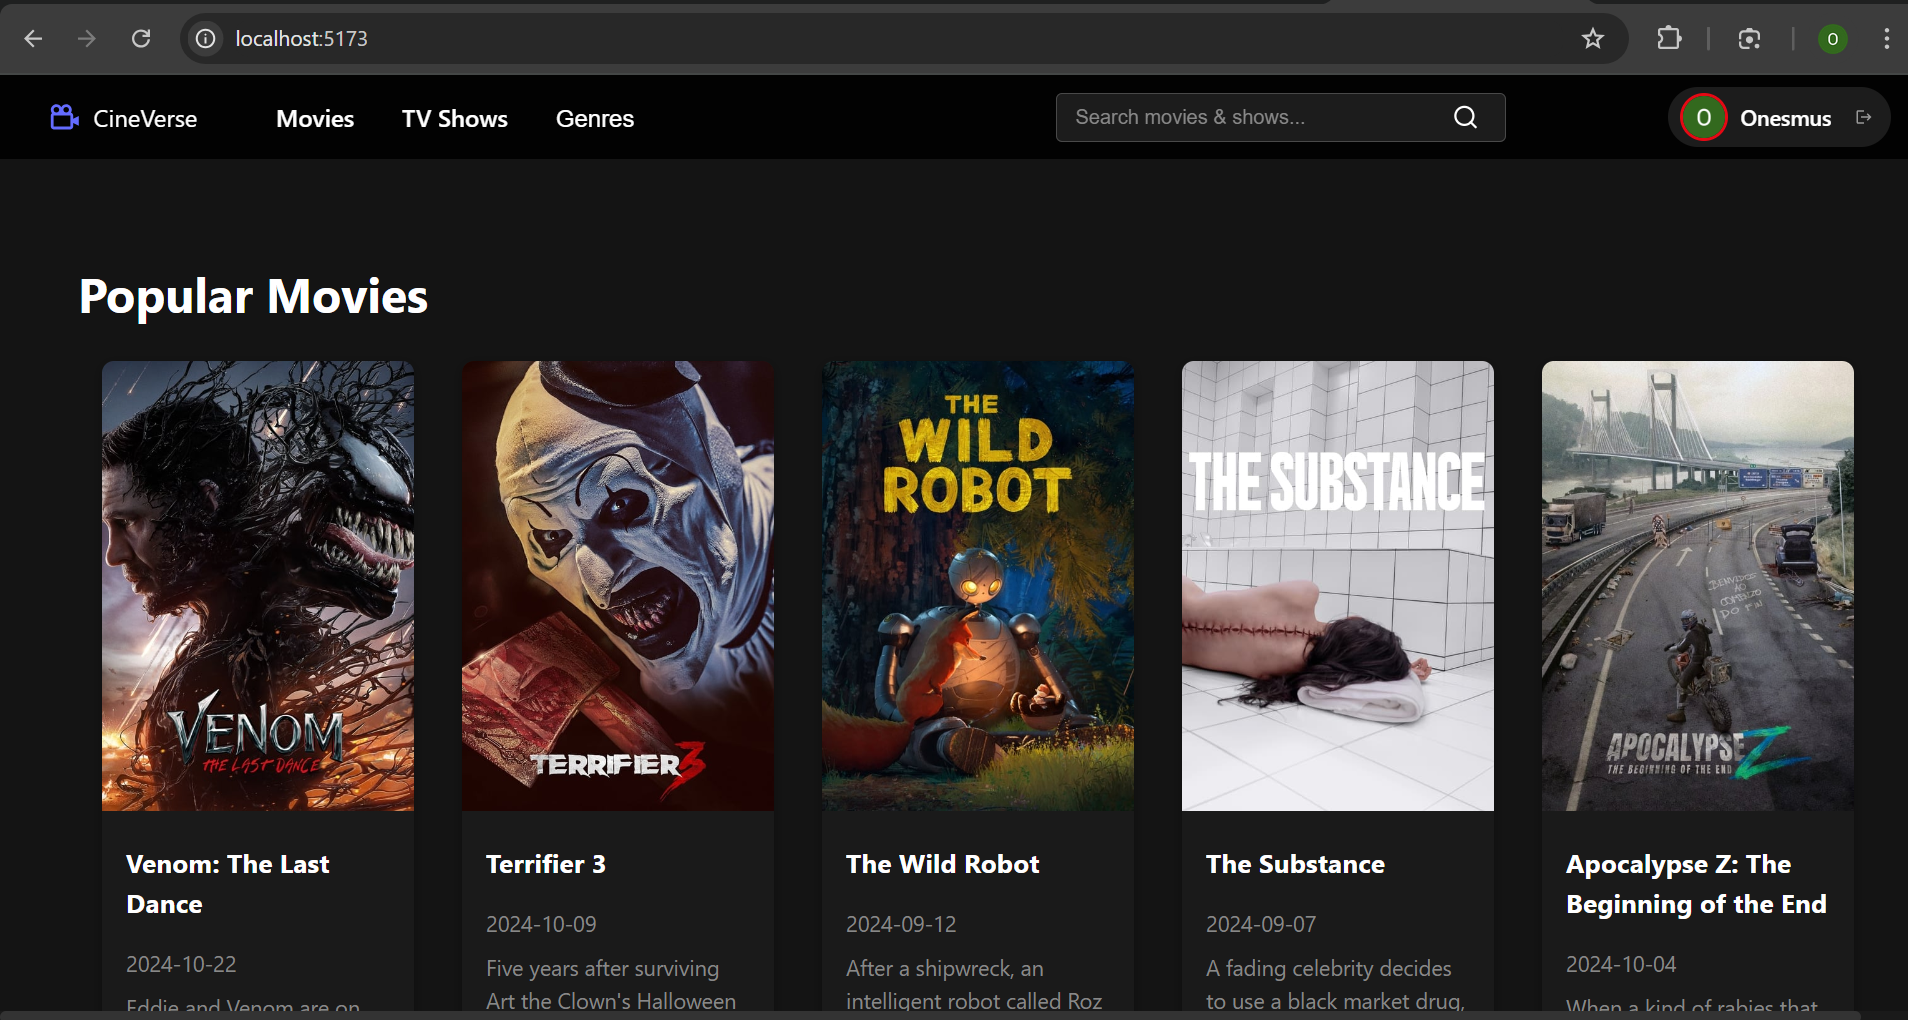 localhost:5173
O
CineVerse
Movies
TV Shows
Genres
Search movies & shows...
O
Onesmus
Popular Movies
VENOM
THE LAST DANCE
TERRIFIER 3
THE
WILD
ROBOT
THE SUBSTANCE
BENVIDOS
AO
COMENZO
DO FIN
APOCALYPSE Z
THE BEGINNING OF THE END
Venom: The Last
Dance
2024-10-22
Eddie and Venom are on
Terrifier 3
2024-10-09
Five years after surviving
Art the Clown's Halloween
The Wild Robot
2024-09-12
After a shipwreck, an
intelligent robot called Roz
The Substance
2024-09-07
A fading celebrity decides
to use a black market drug,
Apocalypse Z: The
Beginning of the End
2024-10-04
When a kind of rabies that